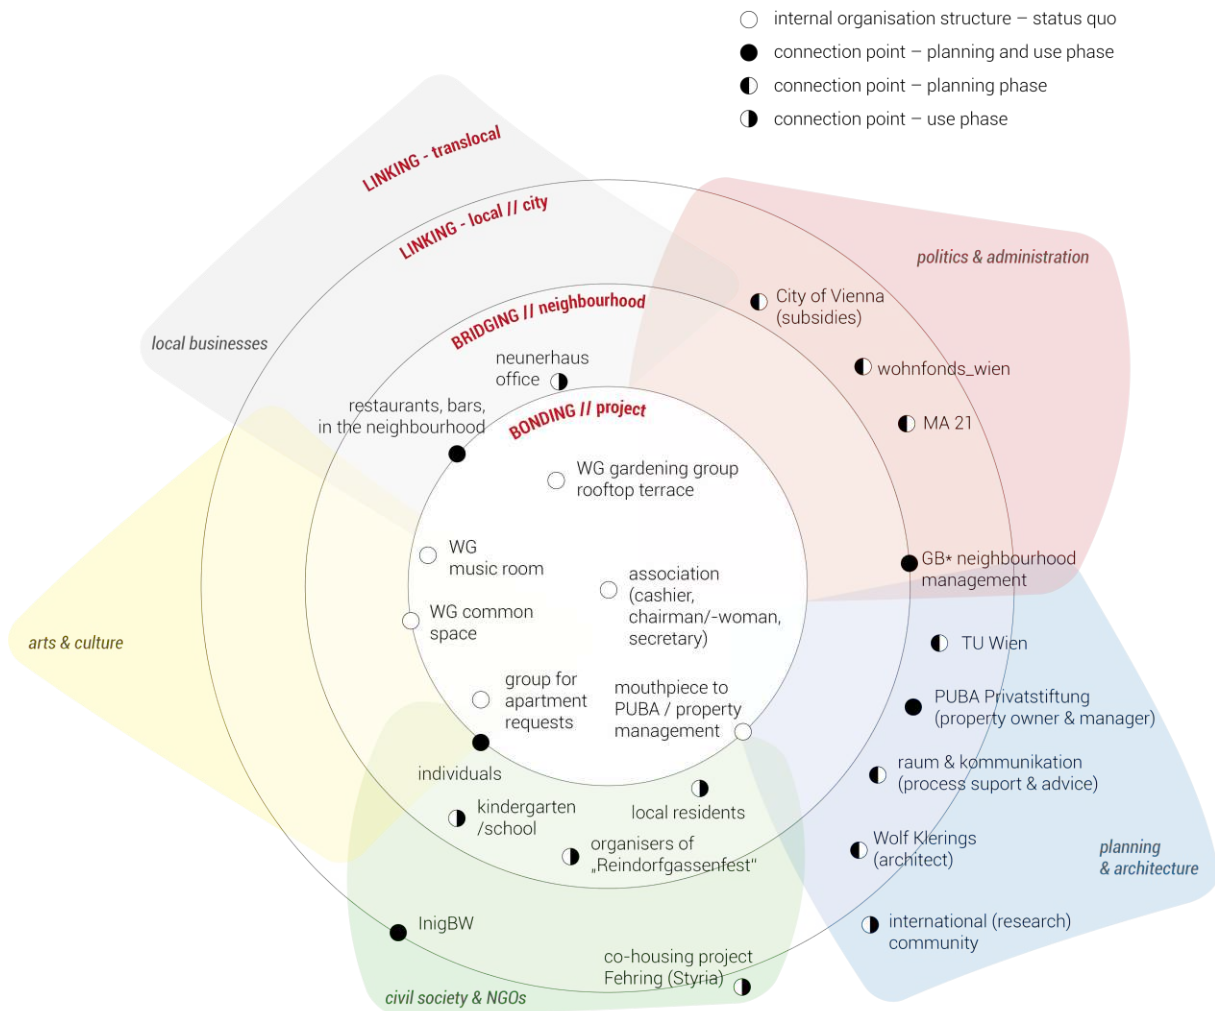 internal organisation structure – status quo
connection point – planning and use phase
connection point – planning phase
connection point – use phase
LINKING - translocal
LINKING - local // city
BRIDGING // neighbourhood
BONDING // project
politics & administration
local businesses
arts & culture
civil society & NGOs
planning
& architecture
City of Vienna
(subsidies)
wohnfonds_wien
MA 21
GB* neighbourhood
management
neunerhaus
office
restaurants, bars,
in the neighbourhood
WG gardening group
rooftop terrace
WG
music room
association
(cashier,
chairman/-woman,
secretary)
WG common
space
group for
apartment
requests
mouthpiece to
PUBA / property
management
individuals
TU Wien
PUBA Privatstiftung
(property owner & manager)
raum & kommunikation
(process suport & advice)
Wolf Klerings
(architect)
international (research)
community
local residents
kindergarten
/school
organisers of
„Reindorfgassenfest“
InigBW
co-housing project
Fehring (Styria)